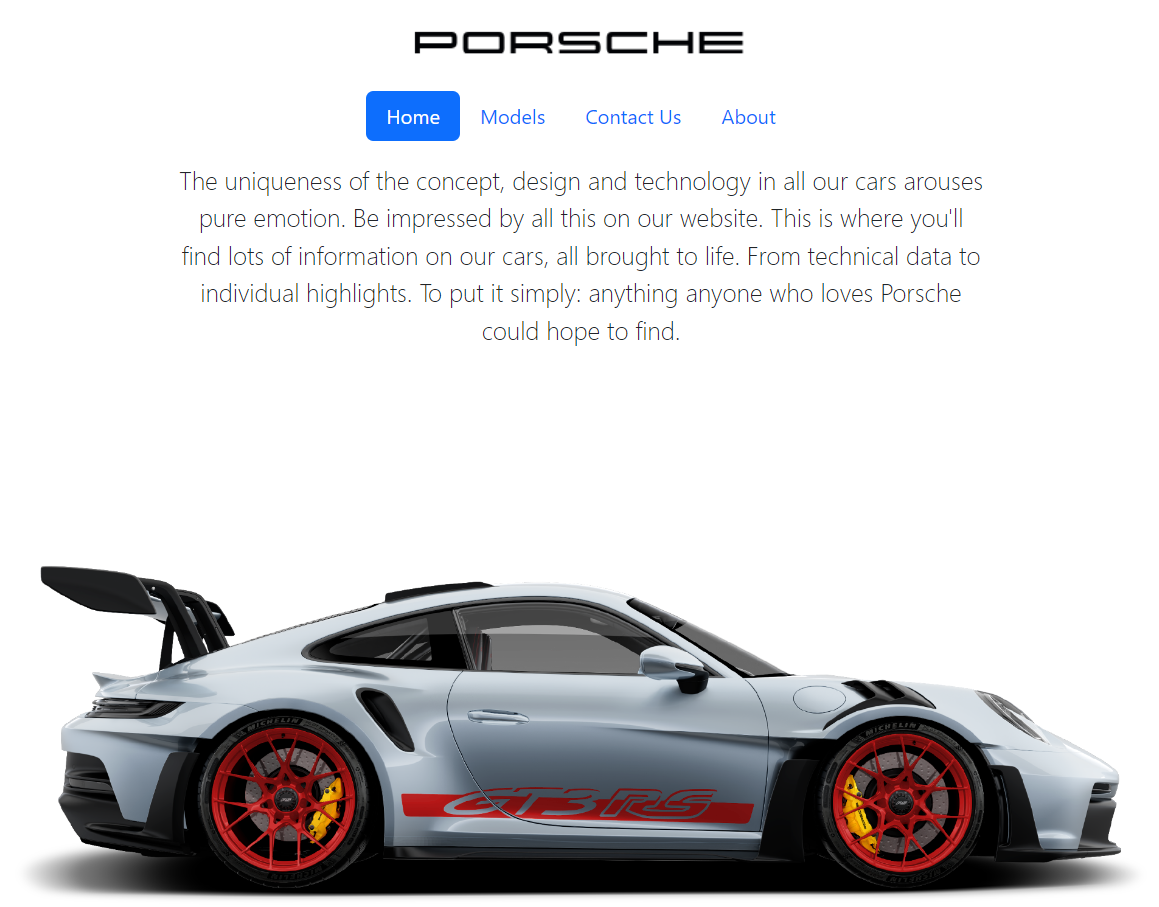 PORSCHE
Home Models Contact Us About
The uniqueness of the concept, design and technology in all our cars arouses
pure emotion. Be impressed by all this on our website. This is where you'll
find lots of information on our cars, all brought to life. From technical data to
individual highlights. To put it simply: anything anyone who loves Porsche
could hope to find.
MICHELIN
MICHELIN
GT3 RS